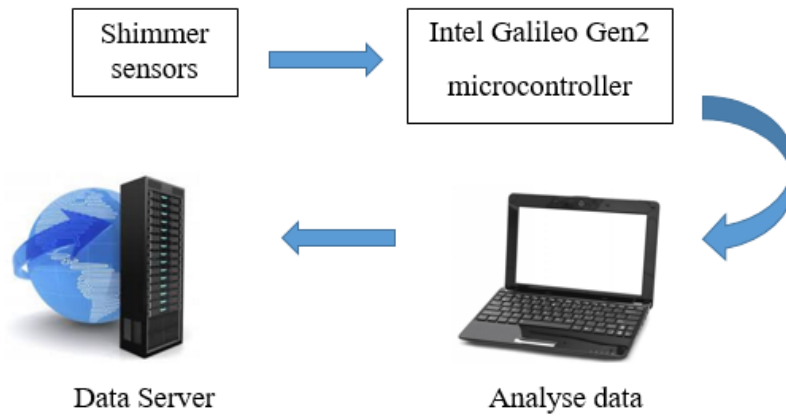 Shimmer
sensors
Intel Galileo Gen2
microcontroller
Data Server
Analyse data